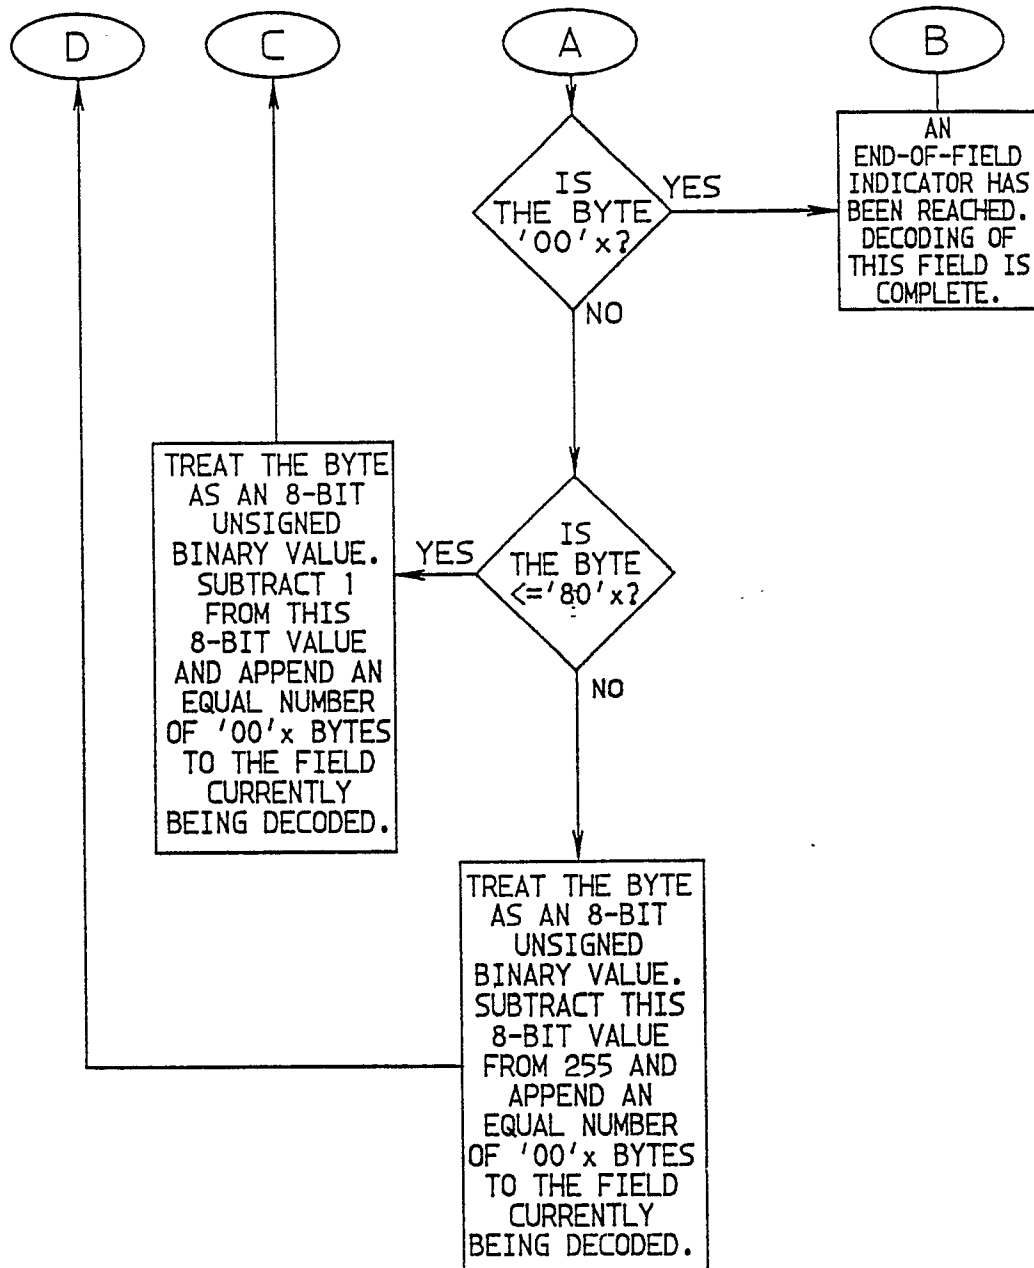 D
C
A
B
IS
THE BYTE
'00'x?
YES
NO
AN
END-OF-FIELD
INDICATOR HAS
BEEN REACHED.
DECODING OF
THIS FIELD IS
COMPLETE.
TREAT THE BYTE
AS AN 8-BIT
UNSIGNED
BINARY VALUE.
SUBTRACT 1
FROM THIS
8-BIT VALUE
AND APPEND AN
EQUAL NUMBER
OF '00'x BYTES
TO THE FIELD
CURRENTLY
BEING DECODED.
YES
IS
THE BYTE
<='80'x?
NO
TREAT THE BYTE
AS AN 8-BIT
UNSIGNED
BINARY VALUE.
SUBTRACT THIS
8-BIT VALUE
FROM 255 AND
APPEND AN
EQUAL NUMBER
OF '00'x BYTES
TO THE FIELD
CURRENTLY
BEING DECODED.